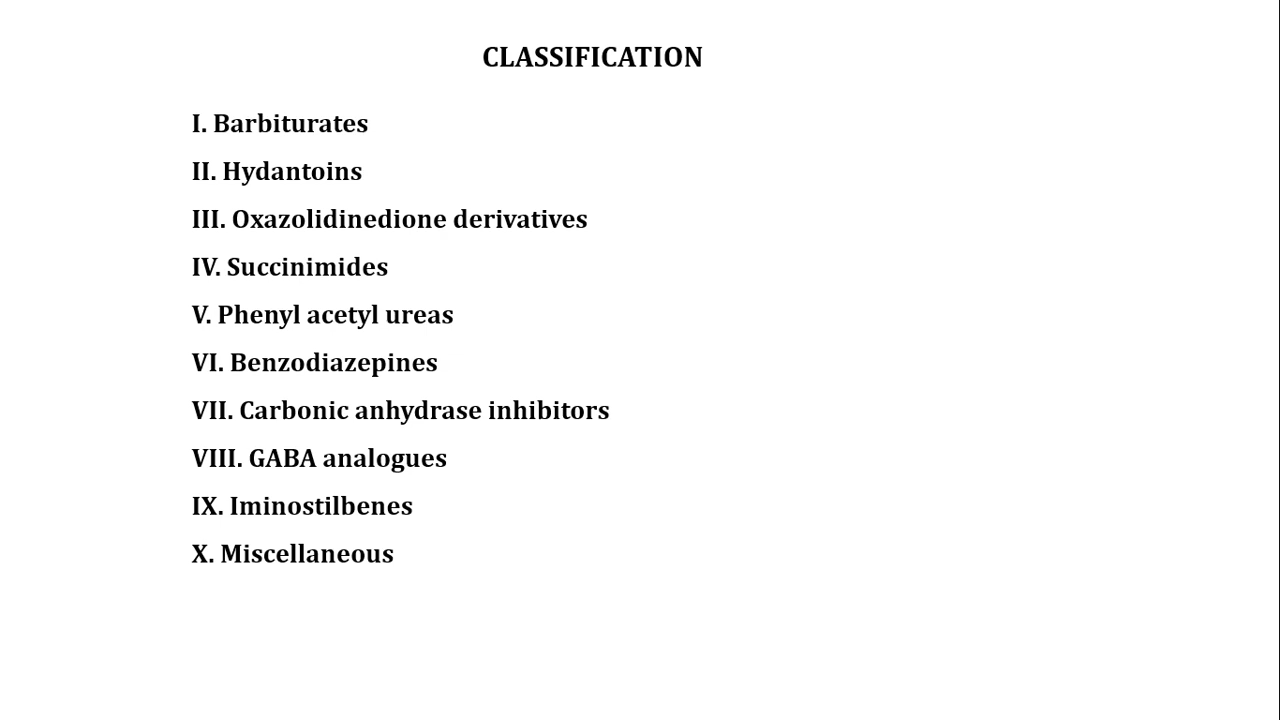 CLASSIFICATION
I. Barbiturates
II. Hydantoins
III. Oxazolidinedione derivatives
IV. Succinimides
V. Phenyl acetyl ureas
VI. Benzodiazepines
VII. Carbonic anhydrase inhibitors
VIII. GABA analogues
IX. Iminostilbenes
X. Miscellaneous